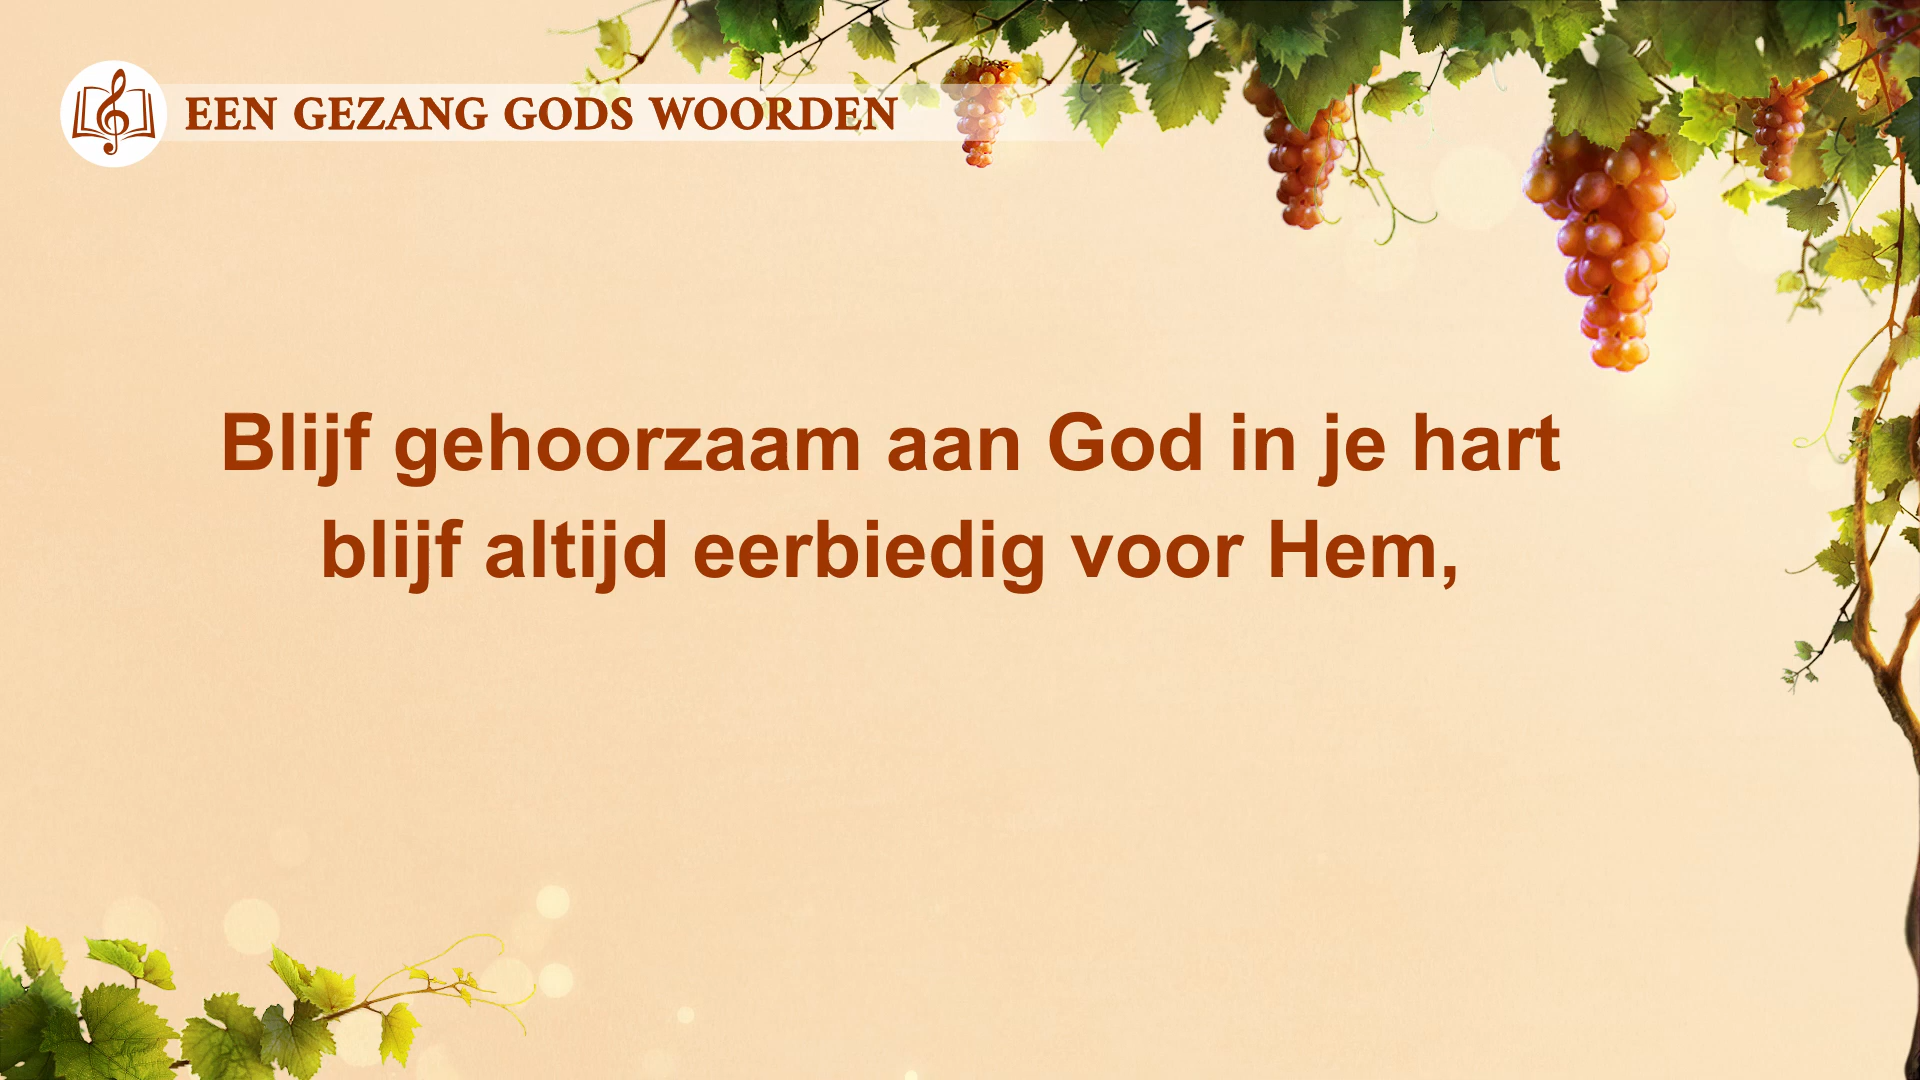 EEN GEZANG GODS WOORDEN
Blijf gehoorzaam aan God in je hart
blijf altijd eerbiedig voor Hem,